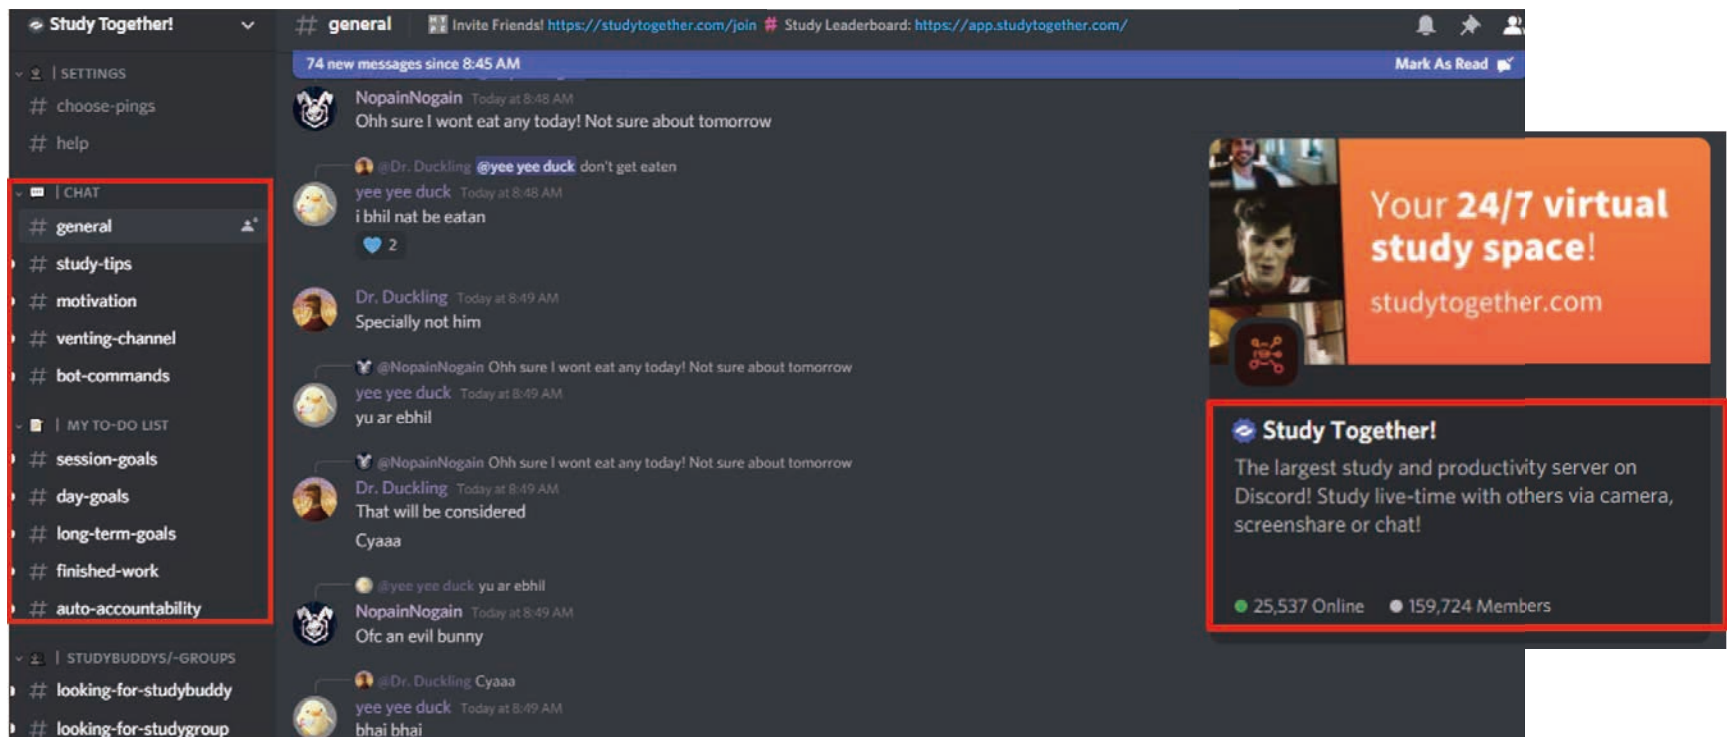 Study Together!
| SETTINGS
# choose-pings
# help
| CHAT
# general
# study-tips
# motivation
# venting-channel
# bot-commands
| MY TO-DO LIST
# session-goals
# day-goals
# long-term-goals
# finished-work
# auto-accountability
| STUDYBUDDYS/-GROUPS
# looking-for-studybuddy
# looking-for-studygroup
# general
Invite Friends! https://studytogether.com/join # Study Leaderboard: https://app.studytogether.com/
74 new messages since 8:45 AM
Mark As Read
NopainNogain Today at 8:48 AM
Ohh sure I wont eat any today! Not sure about tomorrow
@Dr. Duckling @yee yee duck don't get eaten
yee yee duck Today at 8:48 AM
i bhil nat be eatan
2
Dr. Duckling Today at 8:49 AM
Specially not him
@NopainNogain Ohh sure I wont eat any today! Not sure about tomorrow
yee yee duck Today at 8:49 AM
yu ar ebhil
@NopainNogain Ohh sure I wont eat any today! Not sure about tomorrow
Dr. Duckling Today at 8:49 AM
That will be considered
Cyaaa
@yee yee duck yu ar ebhil
NopainNogain Today at 8:49 AM
Ofc an evil bunny
@Dr. Duckling Cyaaa
yee yee duck Today at 8:49 AM
bhai bhai
Your 24/7 virtual
study space!
studytogether.com
Study Together!
The largest study and productivity server on
Discord! Study live-time with others via camera,
screenshare or chat!
25,537 Online
159,724 Members